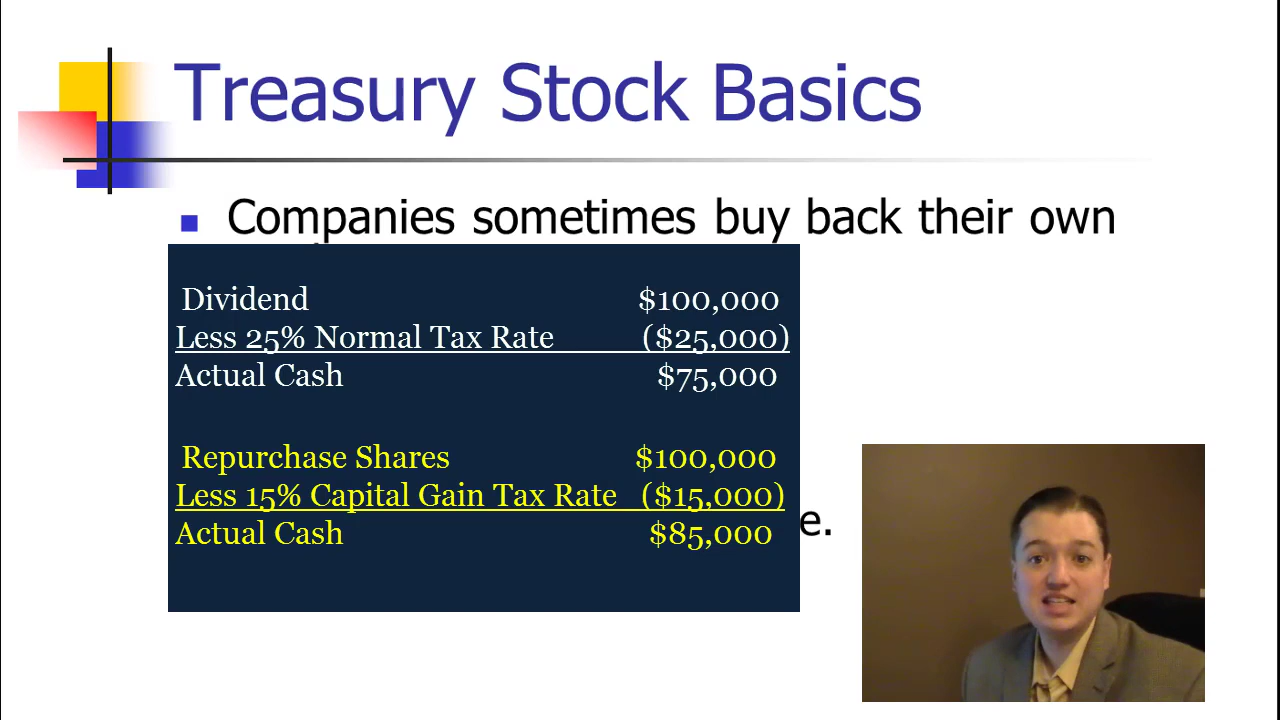 Treasury Stock Basics
Companies sometimes buy back their own
Dividend $100,000
Less 25% Normal Tax Rate ($25,000)
Actual Cash $75,000
Repurchase Shares $100,000
Less 15% Capital Gain Tax Rate ($15,000)
Actual Cash $85,000
e.